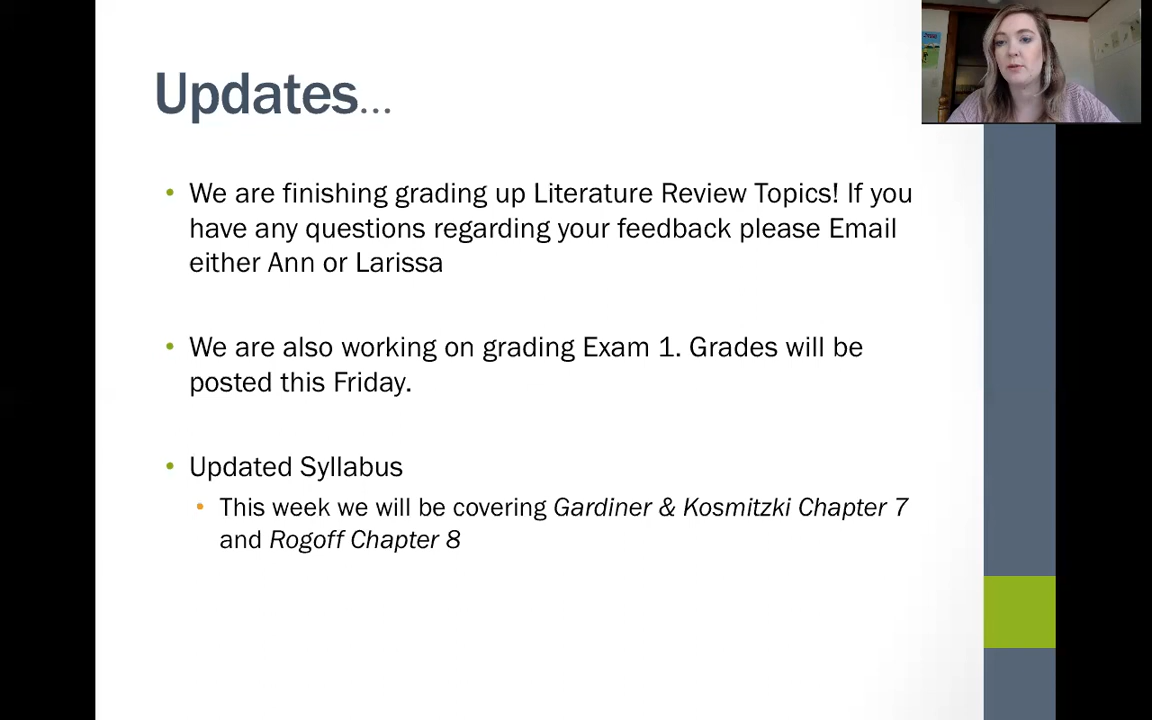 Updates...
We are finishing grading up Literature Review Topics! If you
have any questions regarding your feedback please Email
either Ann or Larissa
We are also working on grading Exam 1. Grades will be
posted this Friday.
Updated Syllabus
This week we will be covering Gardiner & Kosmitzki Chapter 7
and Rogoff Chapter 8